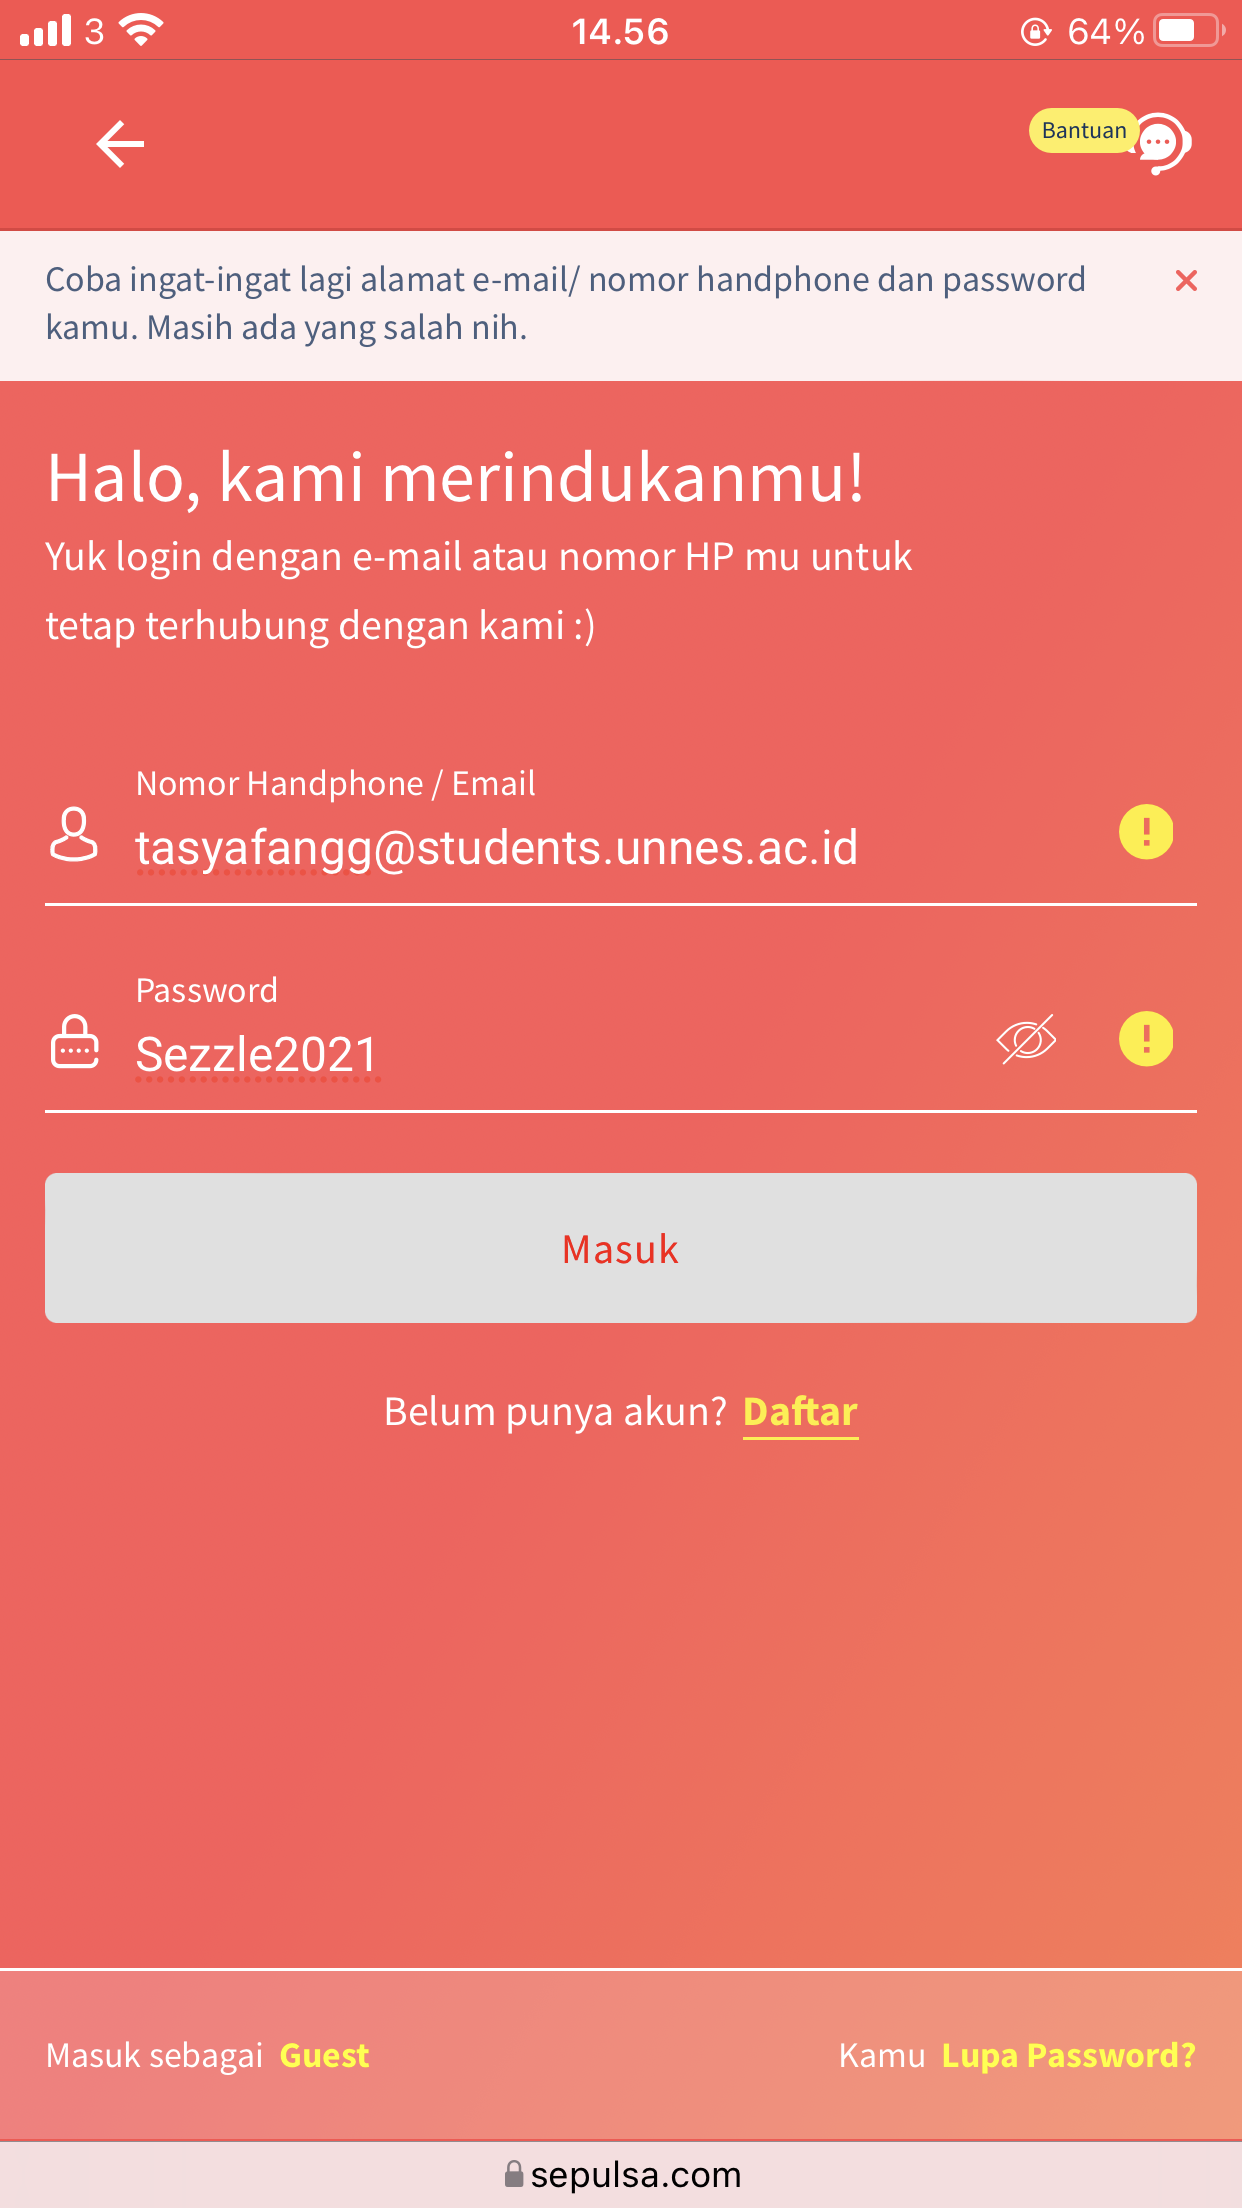 3
14.56
64%
Bantuan
Coba ingat-ingat lagi alamat e-mail/ nomor handphone dan password
kamu. Masih ada yang salah nih.
Halo, kami merindukanmu!
Yuk login dengan e-mail atau nomor HP mu untuk
tetap terhubung dengan kami :)
Nomor Handphone / Email
tasyafangg@students.unnes.ac.id
Password
Sezzle2021
Masuk
Belum punya akun? Daftar
Masuk sebagai Guest
Kamu Lupa Password?
sepulsa.com